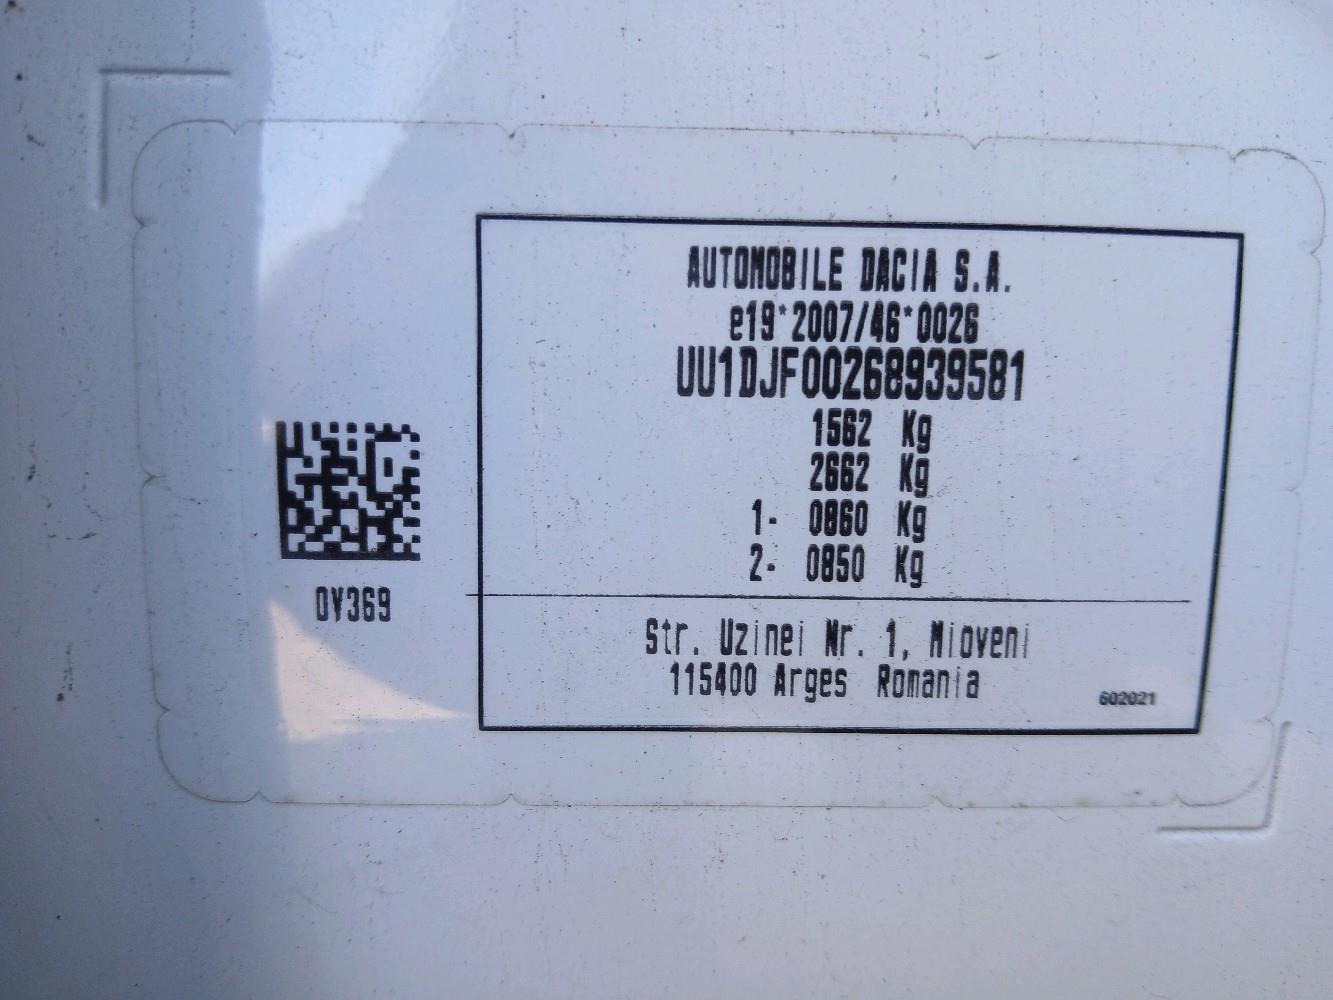 AUTOMOBILE DACIA S.A.
e19*2007/46*0026
UU1DJF00268939581
1562 Kg
2662 Kg
1- 0860 Kg
2- 0850 Kg
0V369
Str. Uzinei Nr. 1, Mioveni
115400 Arges Romania
602021